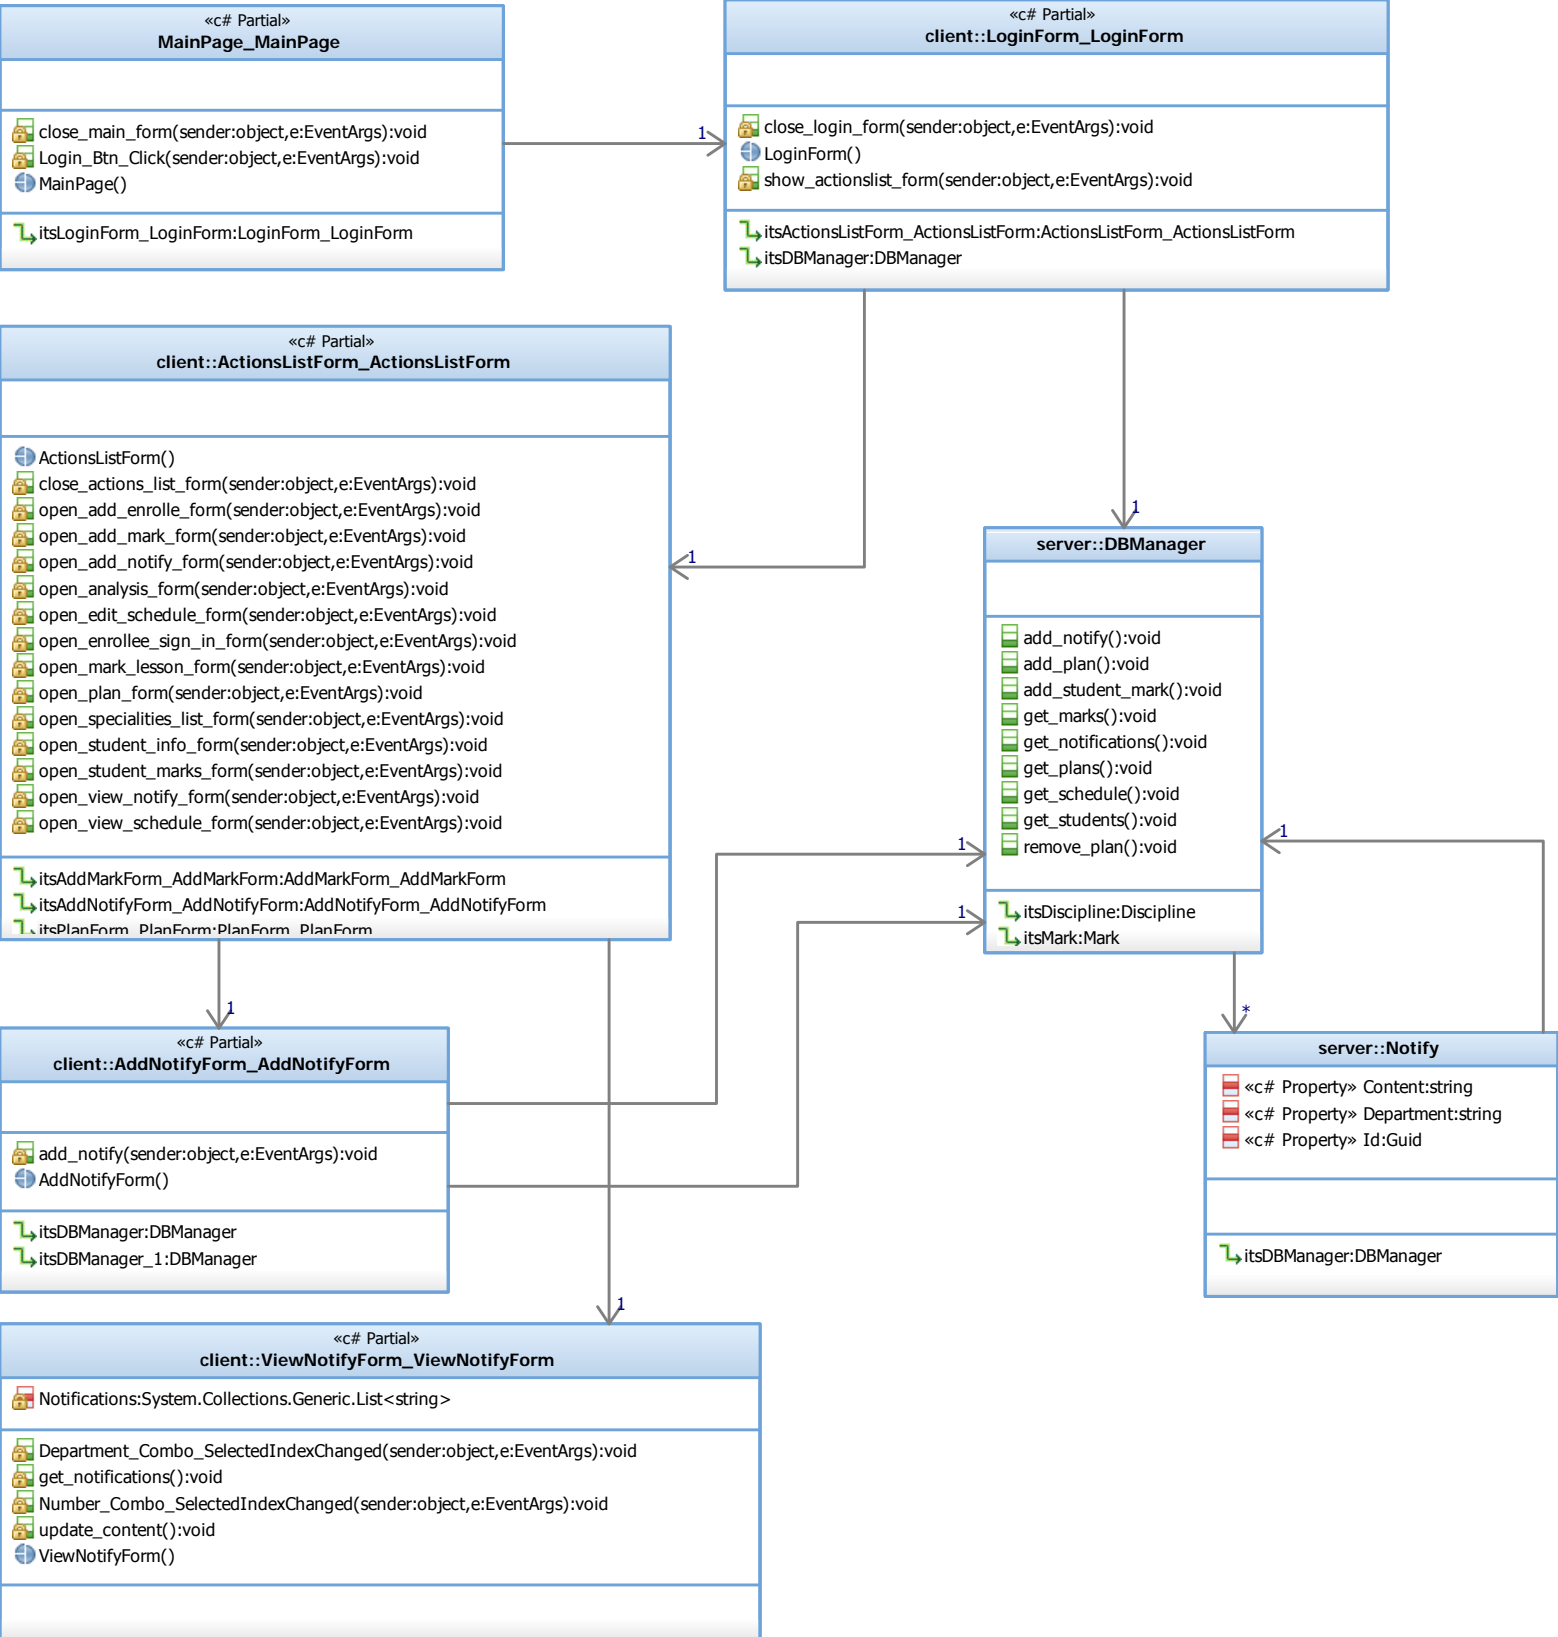 «c# Partial»
MainPage_MainPage
close_main_form(sender:object,e:EventArgs):void
Login_Btn_Click(sender:object,e:EventArgs):void
MainPage()
itsLoginForm_LoginForm:LoginForm_LoginForm
1
«c# Partial»
client::LoginForm_LoginForm
close_login_form(sender:object,e:EventArgs):void
LoginForm()
show_actionslist_form(sender:object,e:EventArgs):void
itsActionsListForm_ActionsListForm:ActionsListForm_ActionsListForm
itsDBManager:DBManager
«c# Partial»
client::ActionsListForm_ActionsListForm
ActionsListForm()
close_actions_list_form(sender:object,e:EventArgs):void
open_add_enrolle_form(sender:object,e:EventArgs):void
open_add_mark_form(sender:object,e:EventArgs):void
open_add_notify_form(sender:object,e:EventArgs):void
open_analysis_form(sender:object,e:EventArgs):void
open_edit_schedule_form(sender:object,e:EventArgs):void
open_enrollee_sign_in_form(sender:object,e:EventArgs):void
open_mark_lesson_form(sender:object,e:EventArgs):void
open_plan_form(sender:object,e:EventArgs):void
open_specialities_list_form(sender:object,e:EventArgs):void
open_student_info_form(sender:object,e:EventArgs):void
open_student_marks_form(sender:object,e:EventArgs):void
open_view_notify_form(sender:object,e:EventArgs):void
open_view_schedule_form(sender:object,e:EventArgs):void
itsAddMarkForm_AddMarkForm:AddMarkForm_AddMarkForm
itsAddNotifyForm_AddNotifyForm:AddNotifyForm_AddNotifyForm
itsPlanForm_PlanForm:PlanForm_PlanForm
1
1
server::DBManager
add_notify():void
add_plan():void
add_student_mark():void
get_marks():void
get_notifications():void
get_plans():void
get_schedule():void
get_students():void
remove_plan():void
itsDiscipline:Discipline
itsMark:Mark
1
1
1
1
*
«c# Partial»
client::AddNotifyForm_AddNotifyForm
add_notify(sender:object,e:EventArgs):void
AddNotifyForm()
itsDBManager:DBManager
itsDBManager_1:DBManager
server::Notify
«c# Property» Content:string
«c# Property» Department:string
«c# Property» Id:Guid
itsDBManager:DBManager
1
«c# Partial»
client::ViewNotifyForm_ViewNotifyForm
Notifications:System.Collections.Generic.List<string>
Department_Combo_SelectedIndexChanged(sender:object,e:EventArgs):void
get_notifications():void
Number_Combo_SelectedIndexChanged(sender:object,e:EventArgs):void
update_content():void
ViewNotifyForm()